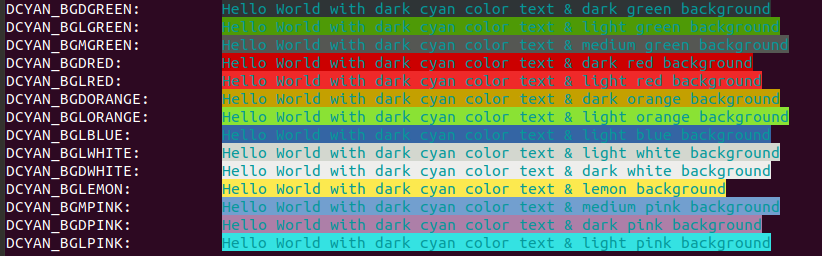 DCYAN_BGDGREEN: Hello World with dark cyan color text & dark green background
DCYAN_BGLGREEN: Hello World with dark cyan color text & light green background
DCYAN_BGMGREEN: Hello World with dark cyan color text & medium green background
DCYAN_BGDRED: Hello World with dark cyan color text & dark red background
DCYAN_BGLRED: Hello World with dark cyan color text & light red background
DCYAN_BGDORANGE: Hello World with dark cyan color text & dark orange background
DCYAN_BGLORANGE: Hello World with dark cyan color text & light orange background
DCYAN_BGLBLUE: Hello World with dark cyan color text & light blue background
DCYAN_BGLWHITE: Hello World with dark cyan color text & light white background
DCYAN_BGDWHITE: Hello World with dark cyan color text & dark white background
DCYAN_BGLEMON: Hello World with dark cyan color text & lemon background
DCYAN_BGMPINK: Hello World with dark cyan color text & medium pink background
DCYAN_BGDPINK: Hello World with dark cyan color text & dark pink background
DCYAN_BGLPINK: Hello World with dark cyan color text & light pink background